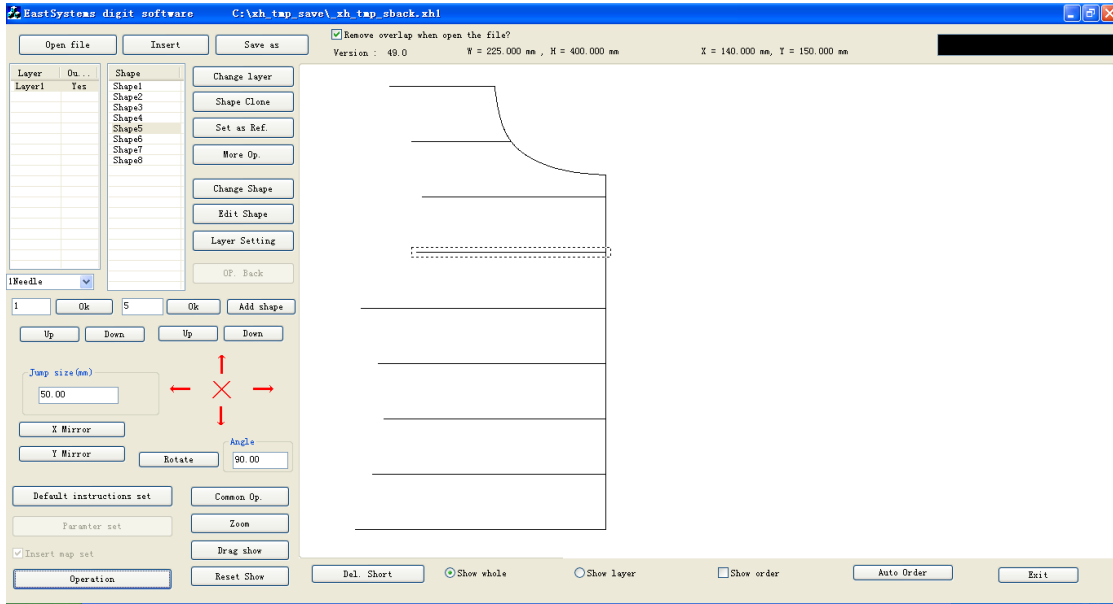 EastSystems digit software C:\xh_tmp_save\_xh_tmp_sback.xhl
Open file Insert Save as
Remove overlap when open the file?
Version : 49.0 W = 225.000 mm , H = 400.000 mm X = 140.000 mm, Y = 150.000 mm
Layer Ou... Shape
Layer1 Yes Shape1
Shape2
Shape3
Shape4
Shape5
Shape6
Shape7
Shape8
Change layer
Shape Clone
Set as Ref.
More Op.
Change Shape
Edit Shape
Layer Setting
OP. Back
1Needle
1 Ok 5 Ok Add shape
Up Down Up Down
Jump size(mm)
50.00
X Mirror
Y Mirror
Rotate
Angle
90.00
Default instructions set Common Op.
Paramter set Zoom
Insert map set Drag show
Operation Reset Show
Del. Short Show whole Show layer Show order Auto Order Exit